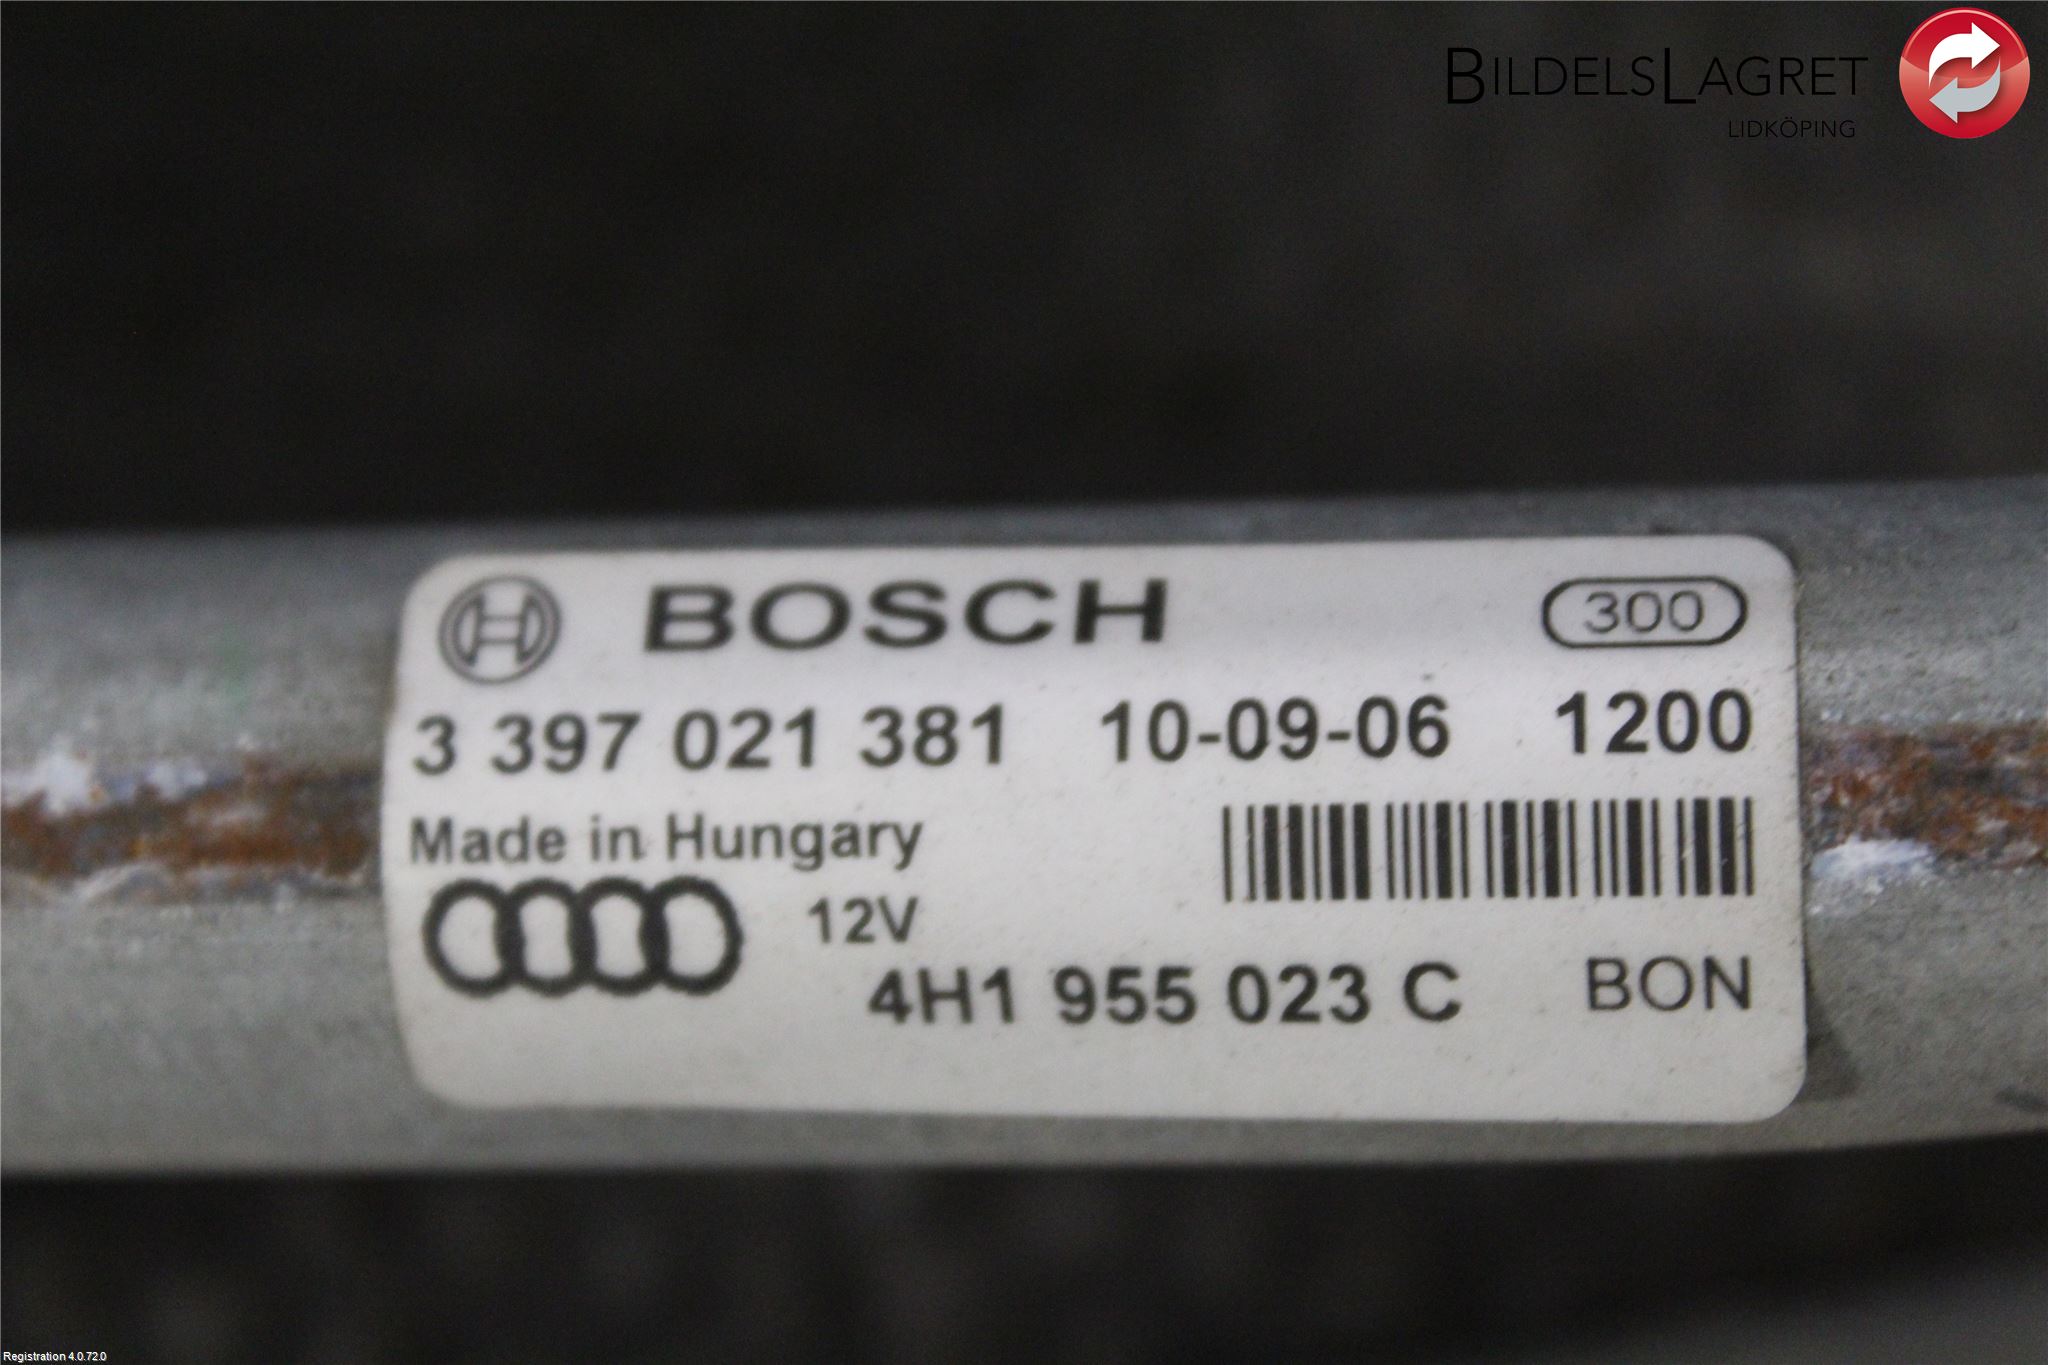 BILDELSLAGRET
LIDKÖPING
BOSCH 300
3 397 021 381 10-09-06 1200
Made in Hungary
12V
4H1 955 023 C BON
Registration 4.0.72.0